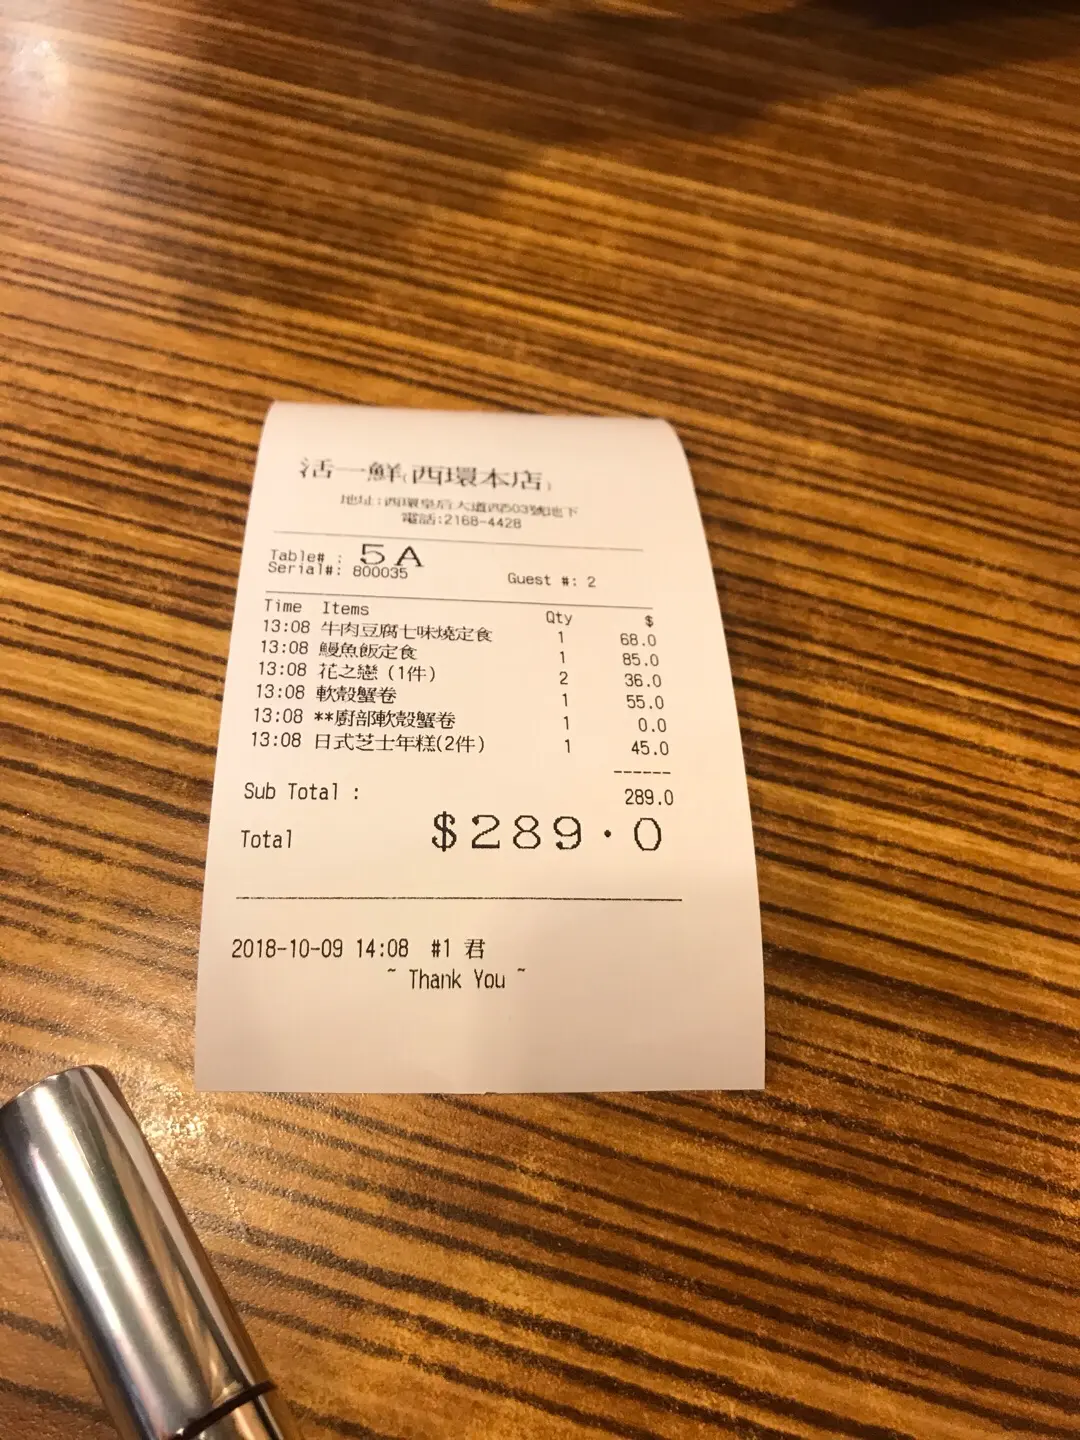 活一鮮(西環本店)
地址:西環皇后大道西503號地下
電話:2168-4428
Table# : 5A
Serial#: 800035 Guest #: 2
Time Items Qty $
13:08 牛肉豆腐七味燒定食 1 68.0
13:08 鰻魚飯定食 1 85.0
13:08 花之戀 (1件) 2 36.0
13:08 軟殼蟹卷 1 55.0
13:08 **廚部軟殼蟹卷 1 0.0
13:08 日式芝士年糕(2件) 1 45.0
------
Sub Total : 289.0
Total $289.0
2018-10-09 14:08 #1 君
~ Thank You ~